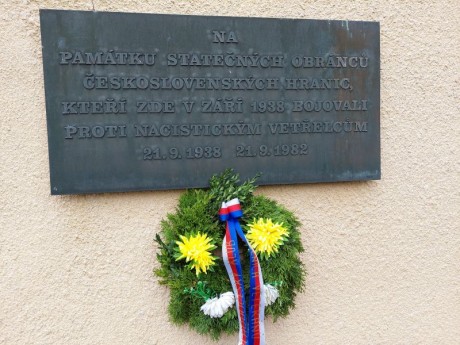 NA
PAMÁTKU STATEČNÝCH OBRÁNCŮ
ČESKOSLOVENSKÝCH HRANIC,
KTEŘÍ ZDE V ZÁŘÍ 1938 BOJOVALI
PROTI NACISTICKÝM VETŘELCŮM
21.9.1938 21.9.1982